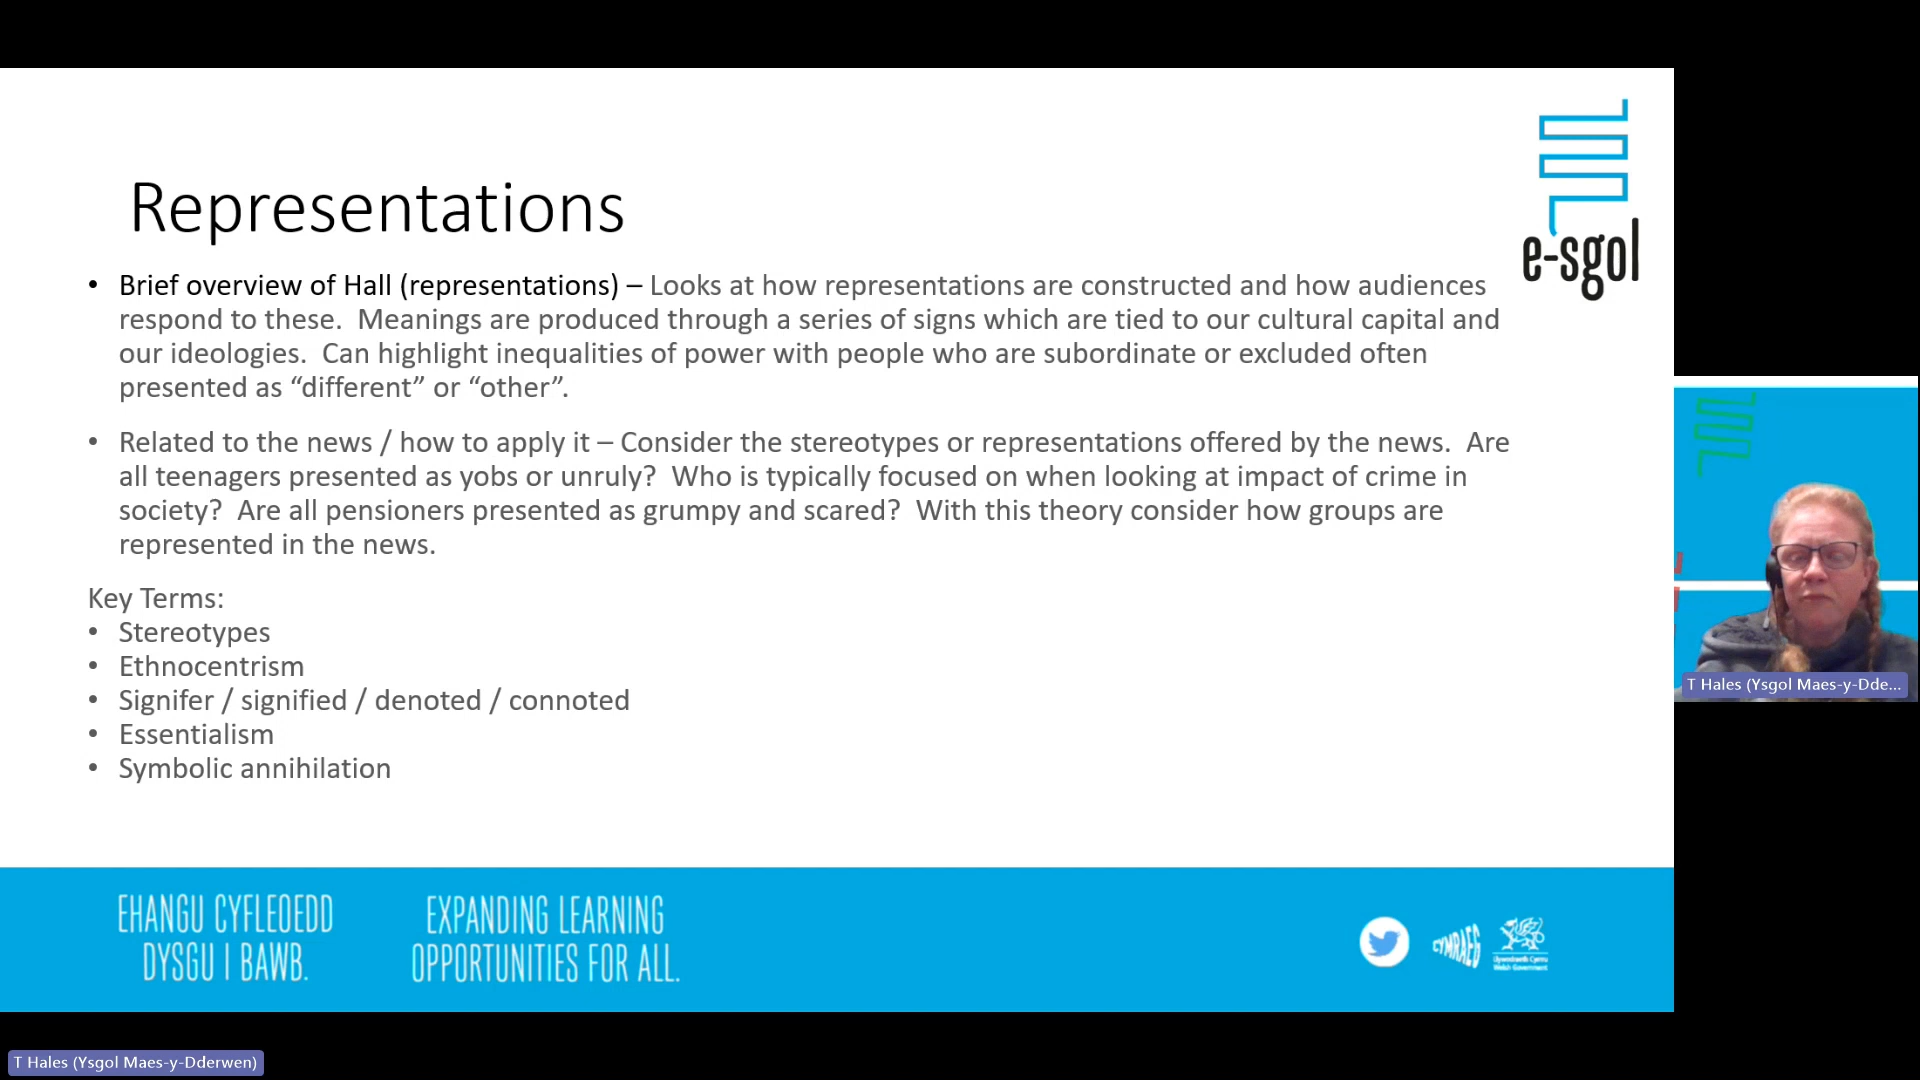 Representations
e-sgol
• Brief overview of Hall (representations) – Looks at how representations are constructed and how audiences
respond to these.  Meanings are produced through a series of signs which are tied to our cultural capital and
our ideologies.  Can highlight inequalities of power with people who are subordinate or excluded often
presented as “different” or “other”.
• Related to the news / how to apply it – Consider the stereotypes or representations offered by the news.  Are
all teenagers presented as yobs or unruly?  Who is typically focused on when looking at impact of crime in
society?  Are all pensioners presented as grumpy and scared?  With this theory consider how groups are
represented in the news.
Key Terms:
• Stereotypes
• Ethnocentrism
• Signifer / signified / denoted / connoted
• Essentialism
• Symbolic annihilation
T Hales (Ysgol Maes-y-Dde...
EHANGU CYFLEOEDD
DYSGU I BAWB.
EXPANDING LEARNING
OPPORTUNITIES FOR ALL.
CYMRAEG
Llywodraeth Cymru
Welsh Government
T Hales (Ysgol Maes-y-Dderwen)